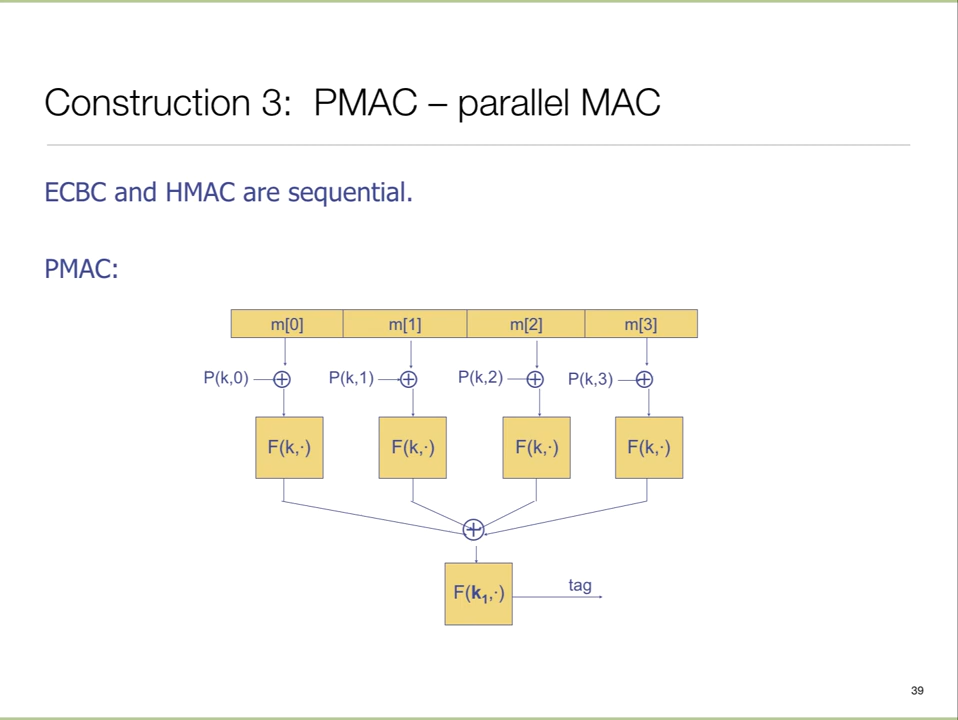 Construction 3: PMAC – parallel MAC
ECBC and HMAC are sequential.
PMAC:
m[0] m[1] m[2] m[3]
P(k,0) P(k,1) P(k,2) P(k,3)
F(k,·) F(k,·) F(k,·) F(k,·)
F(k₁,·) tag
39